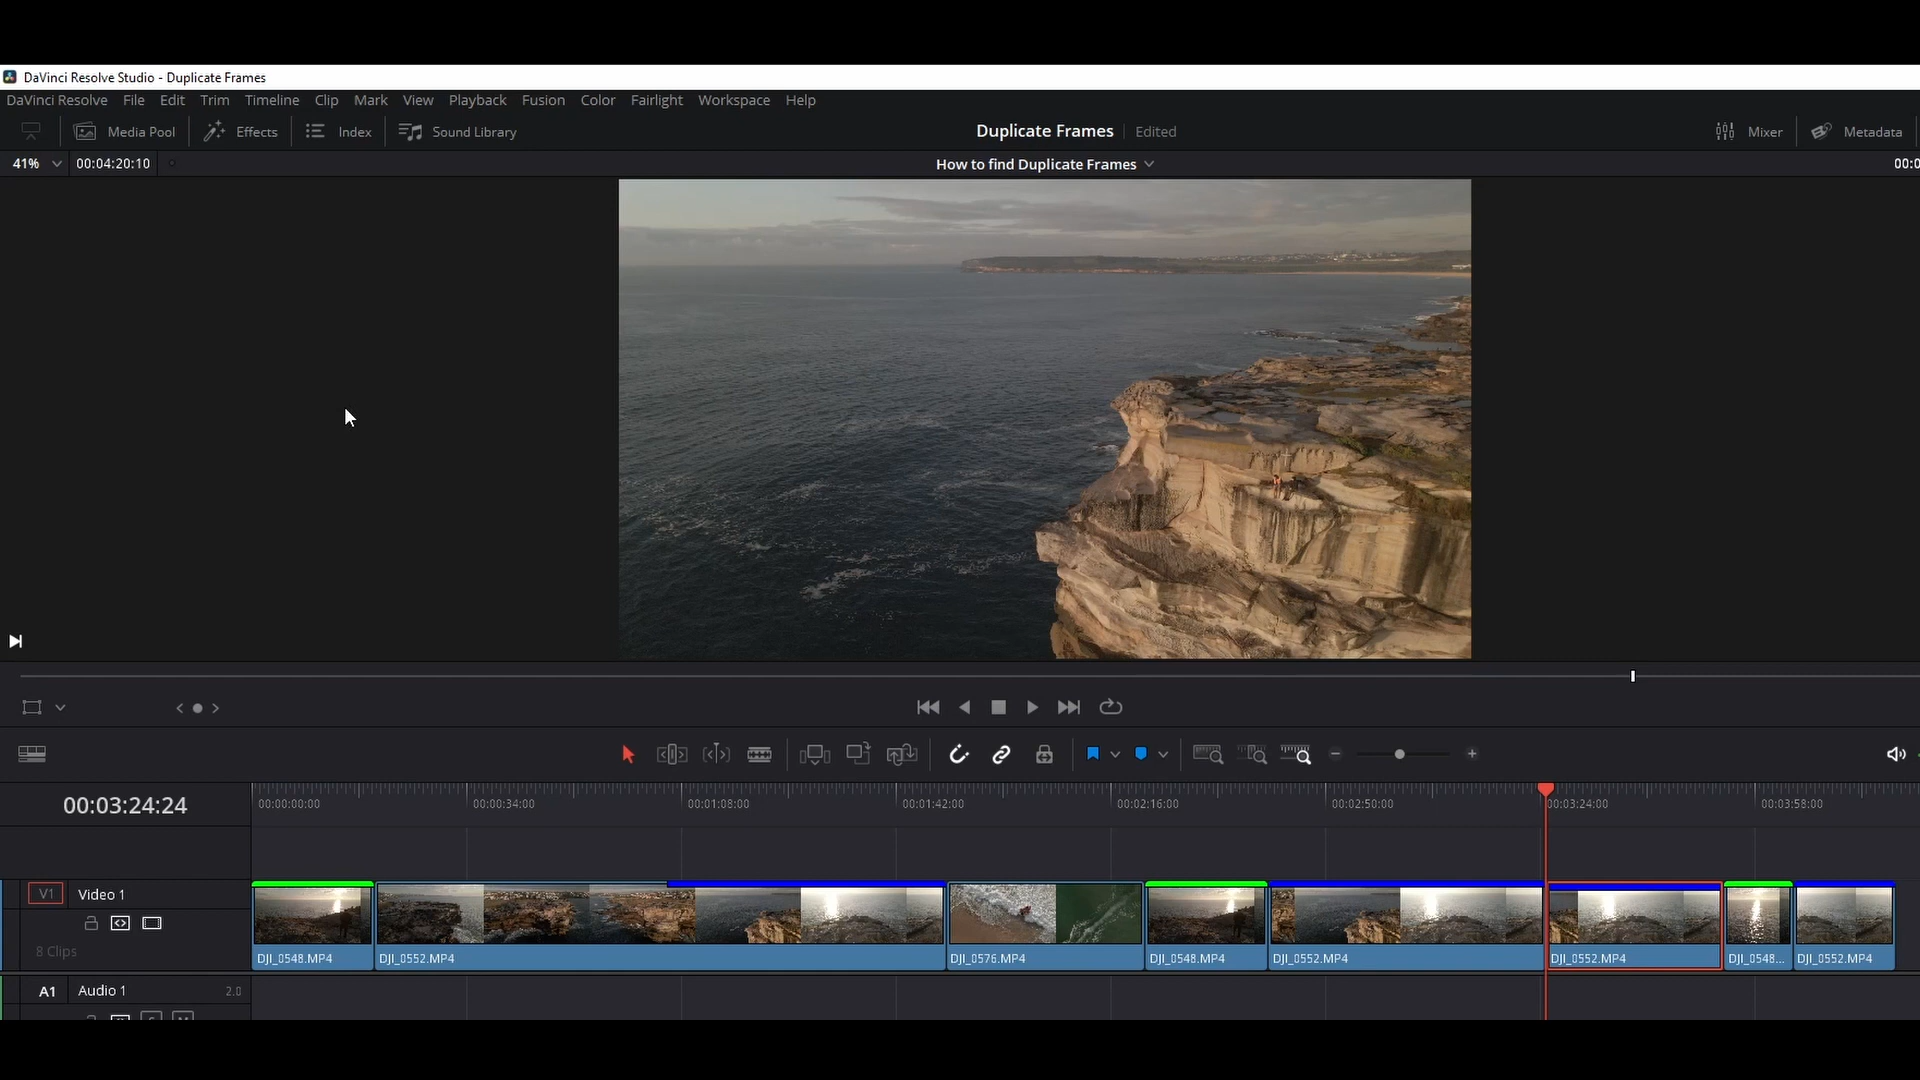 DaVinci Resolve Studio - Duplicate Frames
DaVinci Resolve File Edit Trim Timeline Clip Mark View Playback Fusion Color Fairlight Workspace Help
Media Pool Effects Index Sound Library Duplicate Frames Edited Mixer Metadata
41% 00:04:20:10 How to find Duplicate Frames 00:0
00:03:24:24 00:00:00:00 00:00:34:00 00:01:08:00 00:01:42:00 00:02:16:00 00:02:50:00 00:03:24:00 00:03:58:00
V1 Video 1
8 Clips
DJI_0548.MP4 DJI_0552.MP4 DJI_0576.MP4 DJI_0548.MP4 DJI_0552.MP4 DJI_0552.MP4 DJI_0548... DJI_0552.MP4
A1 Audio 1 2.0